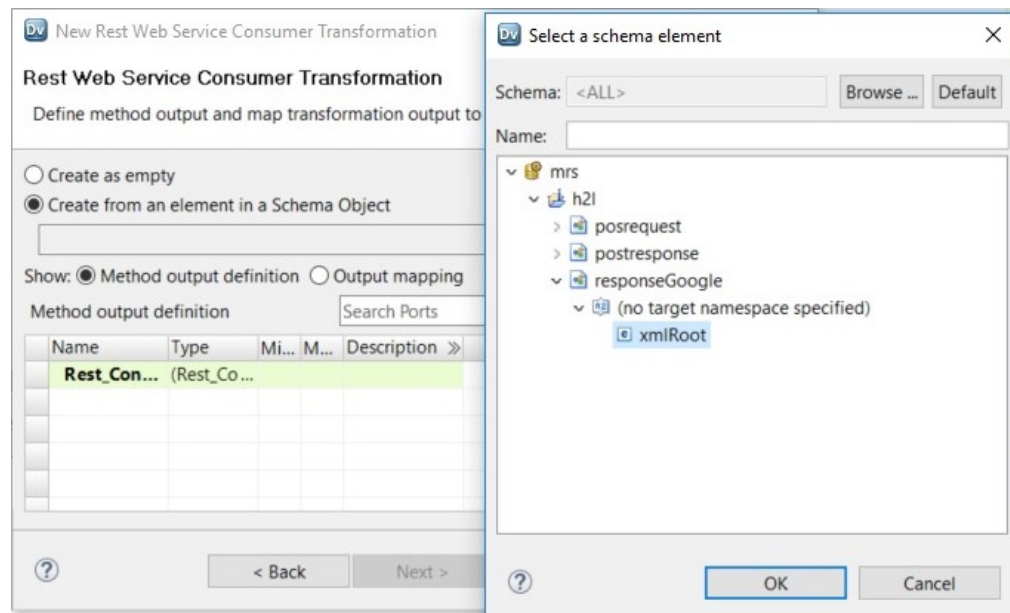 Dv New Rest Web Service Consumer Transformation
Rest Web Service Consumer Transformation
Define method output and map transformation output to
Create as empty
Create from an element in a Schema Object
Show: Method output definition Output mapping
Method output definition Search Ports
Name Type Mi... M... Description »
Rest_Con... (Rest_Co...
? < Back Next >
Dv Select a schema element
Schema: <ALL> Browse ... Default
Name:
mrs
h2l
posrequest
postresponse
responseGoogle
(no target namespace specified)
e xmlRoot
? OK Cancel